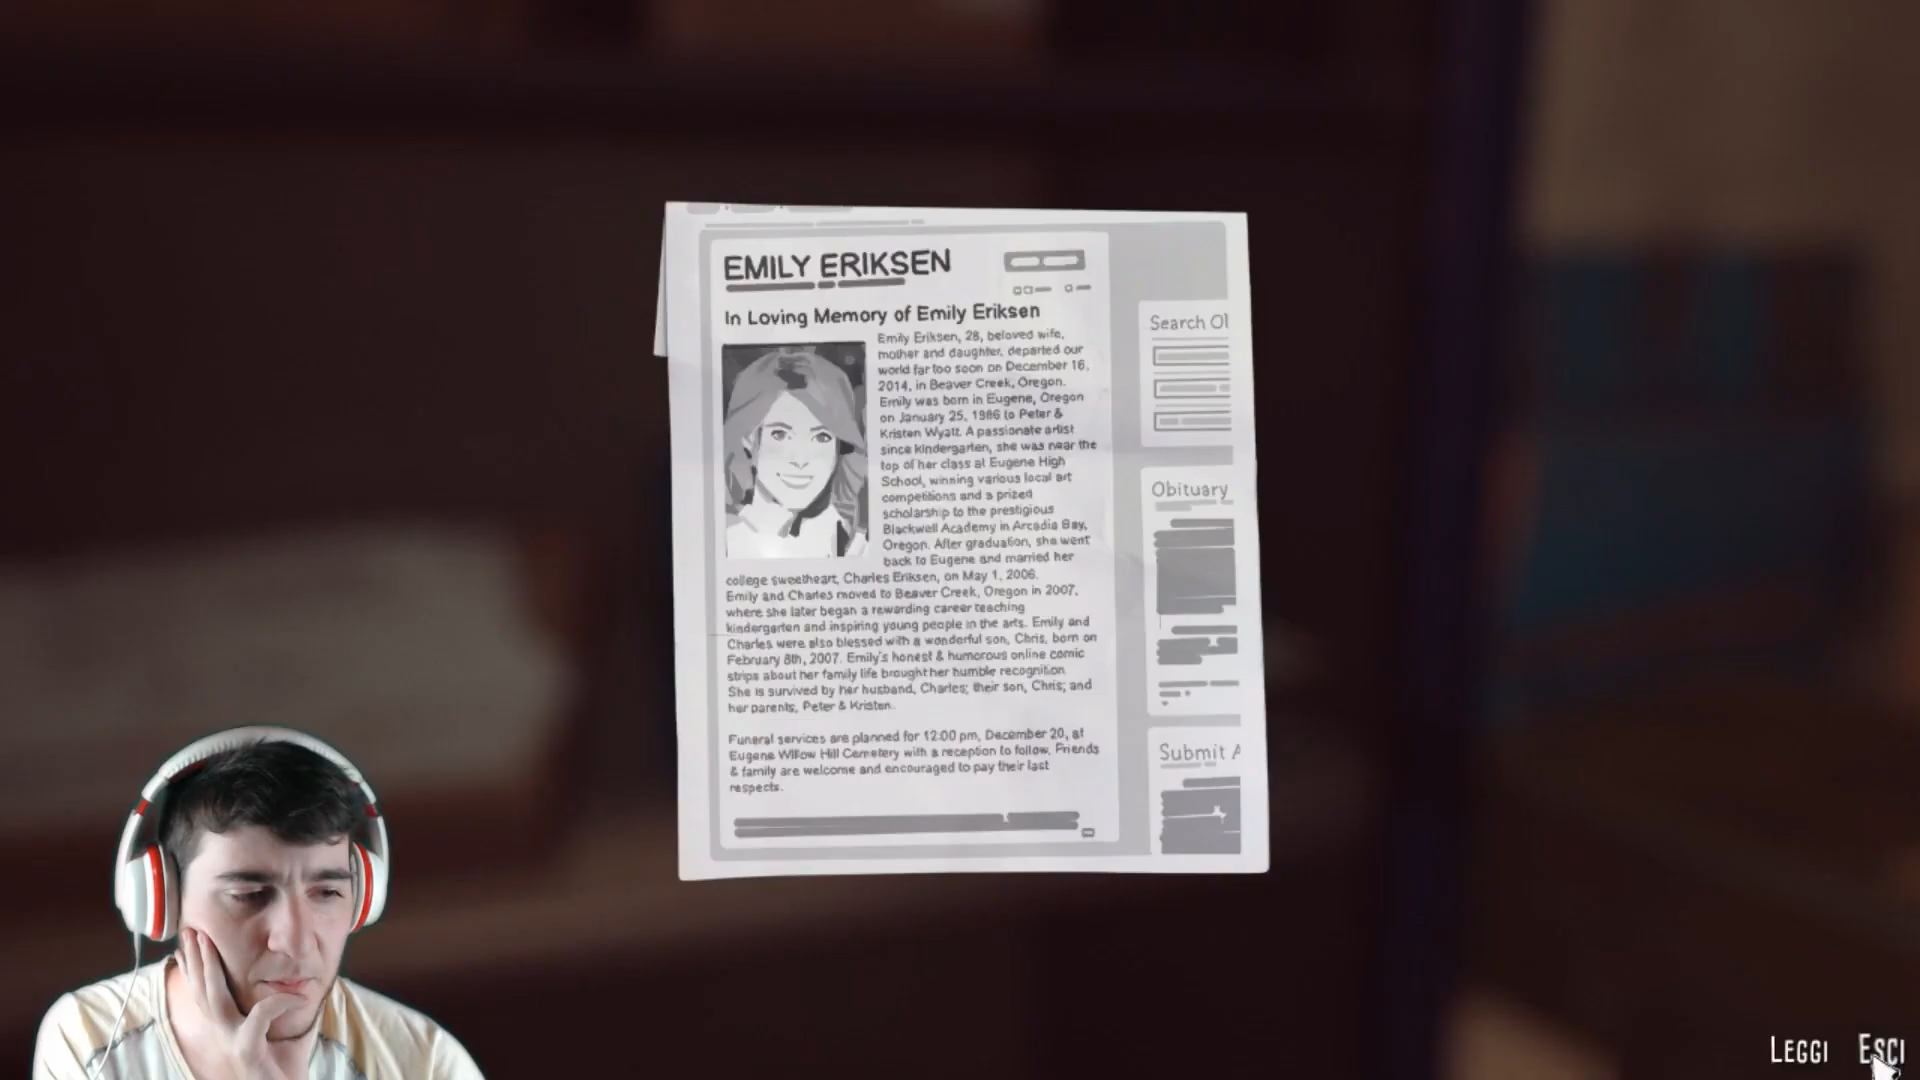 EMILY ERIKSEN
In Loving Memory of Emily Eriksen
Emily Eriksen, 28, beloved wife,
mother and daughter, departed our
world far too soon on December 16,
2014, in Beaver Creek, Oregon.
Emily was born in Eugene, Oregon
on January 25, 1986 to Peter &
Kristen Wyatt. A passionate artist
since kindergarten, she was near the
top of her class at Eugene High
School, winning various local art
competitions and a prized
scholarship to the prestigious
Blackwell Academy in Arcadia Bay,
Oregon. After graduation, she went
back to Eugene and married her
college sweetheart, Charles Eriksen, on May 1, 2006.
Emily and Charles moved to Beaver Creek, Oregon in 2007,
where she later began a rewarding career teaching
kindergarten and inspiring young people in the arts. Emily and
Charles were also blessed with a wonderful son, Chris, born on
February 8th, 2007. Emily's honest & humorous online comic
strips about her family life brought her humble recognition.
She is survived by her husband, Charles; their son, Chris; and
her parents, Peter & Kristen.
Funeral services are planned for 12:00 pm, December 20, at
Eugene Willow Hill Cemetery with a reception to follow. Friends
& family are welcome and encouraged to pay their last
respects.
Search Ol
Obituary
Submit A
LEGGI ESCI